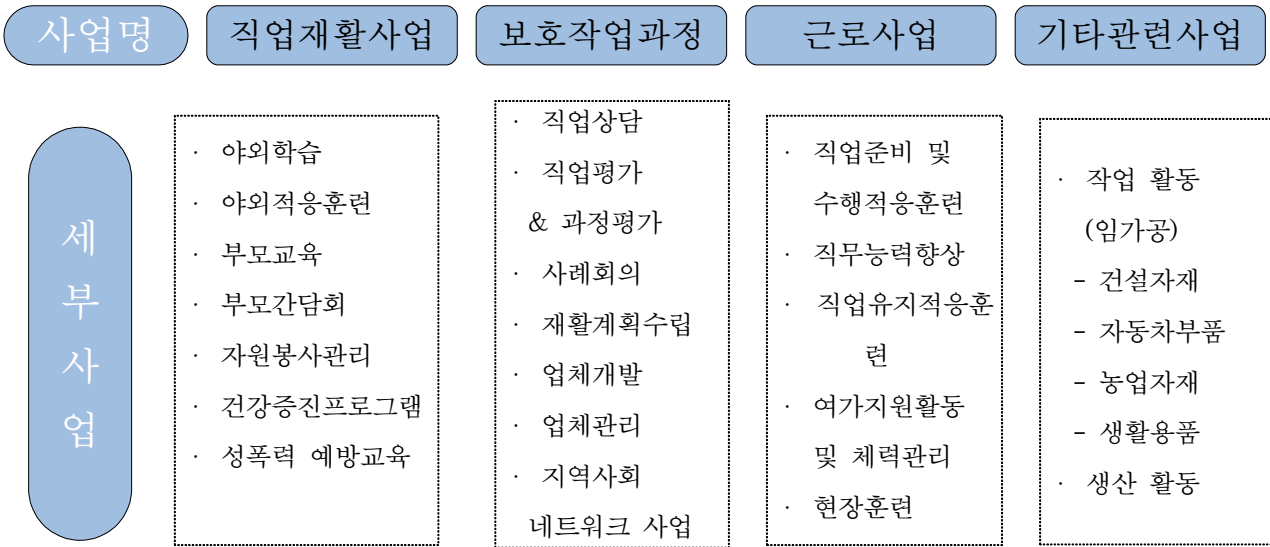 사업명
직업재활사업
보호작업과정
근로사업
기타관련사업
세
부
사
업
· 야외학습
· 야외적응훈련
· 부모교육
· 부모간담회
· 자원봉사관리
· 건강증진프로그램
· 성폭력 예방교육
· 직업상담
· 직업평가
& 과정평가
· 사례회의
· 재활계획수립
· 업체개발
· 업체관리
· 지역사회
네트워크 사업
· 직업준비 및
수행적응훈련
· 직무능력향상
· 직업유지적응훈
련
· 여가지원활동
및 체력관리
· 현장훈련
· 작업 활동
(임가공)
- 건설자재
- 자동차부품
- 농업자재
- 생활용품
· 생산 활동